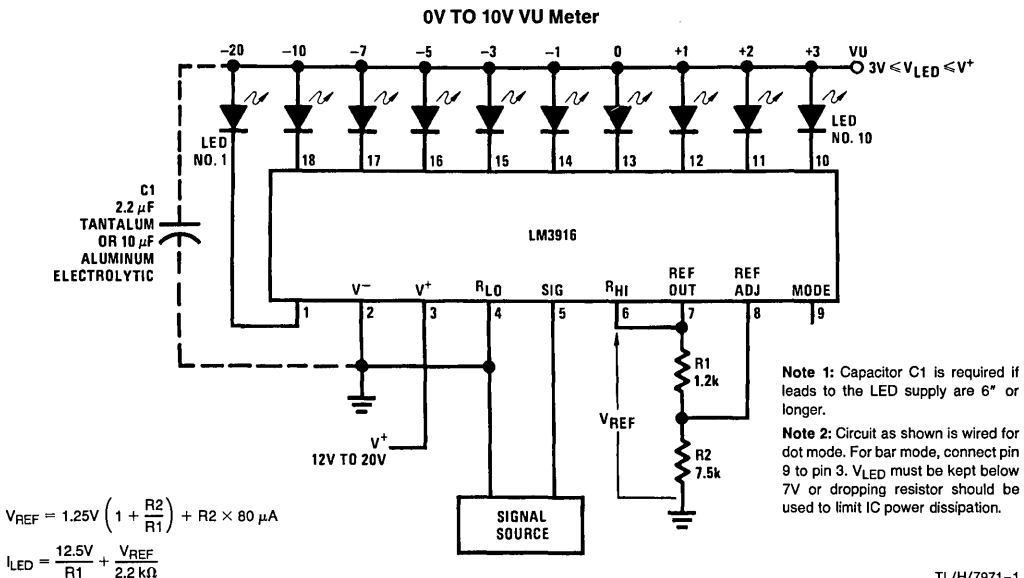 0V TO 10V VU Meter
−20 −10 −7 −5 −3 −1 0 +1 +2 +3 VU
3V ≤ VLED ≤ V+
LED
NO. 1
LED
NO. 10
18 17 16 15 14 13 12 11 10
C1
2.2 μF
TANTALUM
OR 10 μF
ALUMINUM
ELECTROLYTIC
LM3916
V− V+ RLO SIG RHI REF OUT REF ADJ MODE
1 2 3 4 5 6 7 8 9
R1
1.2k
VREF
R2
7.5k
V+
12V TO 20V
SIGNAL
SOURCE
Note 1: Capacitor C1 is required if
leads to the LED supply are 6″ or
longer.
Note 2: Circuit as shown is wired for
dot mode. For bar mode, connect pin
9 to pin 3. VLED must be kept below
7V or dropping resistor should be
used to limit IC power dissipation.
VREF = 1.25V (1 + R2/R1) + R2 × 80 μA
ILED = 12.5V/R1 + VREF/2.2 kΩ
TL/H/7971–1